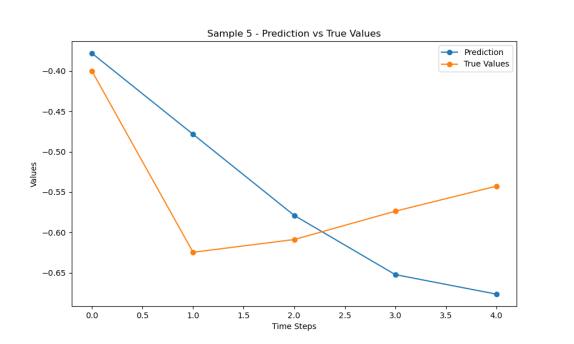 Sample 5 - Prediction vs True Values
Prediction
True Values
Values
−0.40
−0.45
−0.50
−0.55
−0.60
−0.65
0.0 0.5 1.0 1.5 2.0 2.5 3.0 3.5 4.0
Time Steps